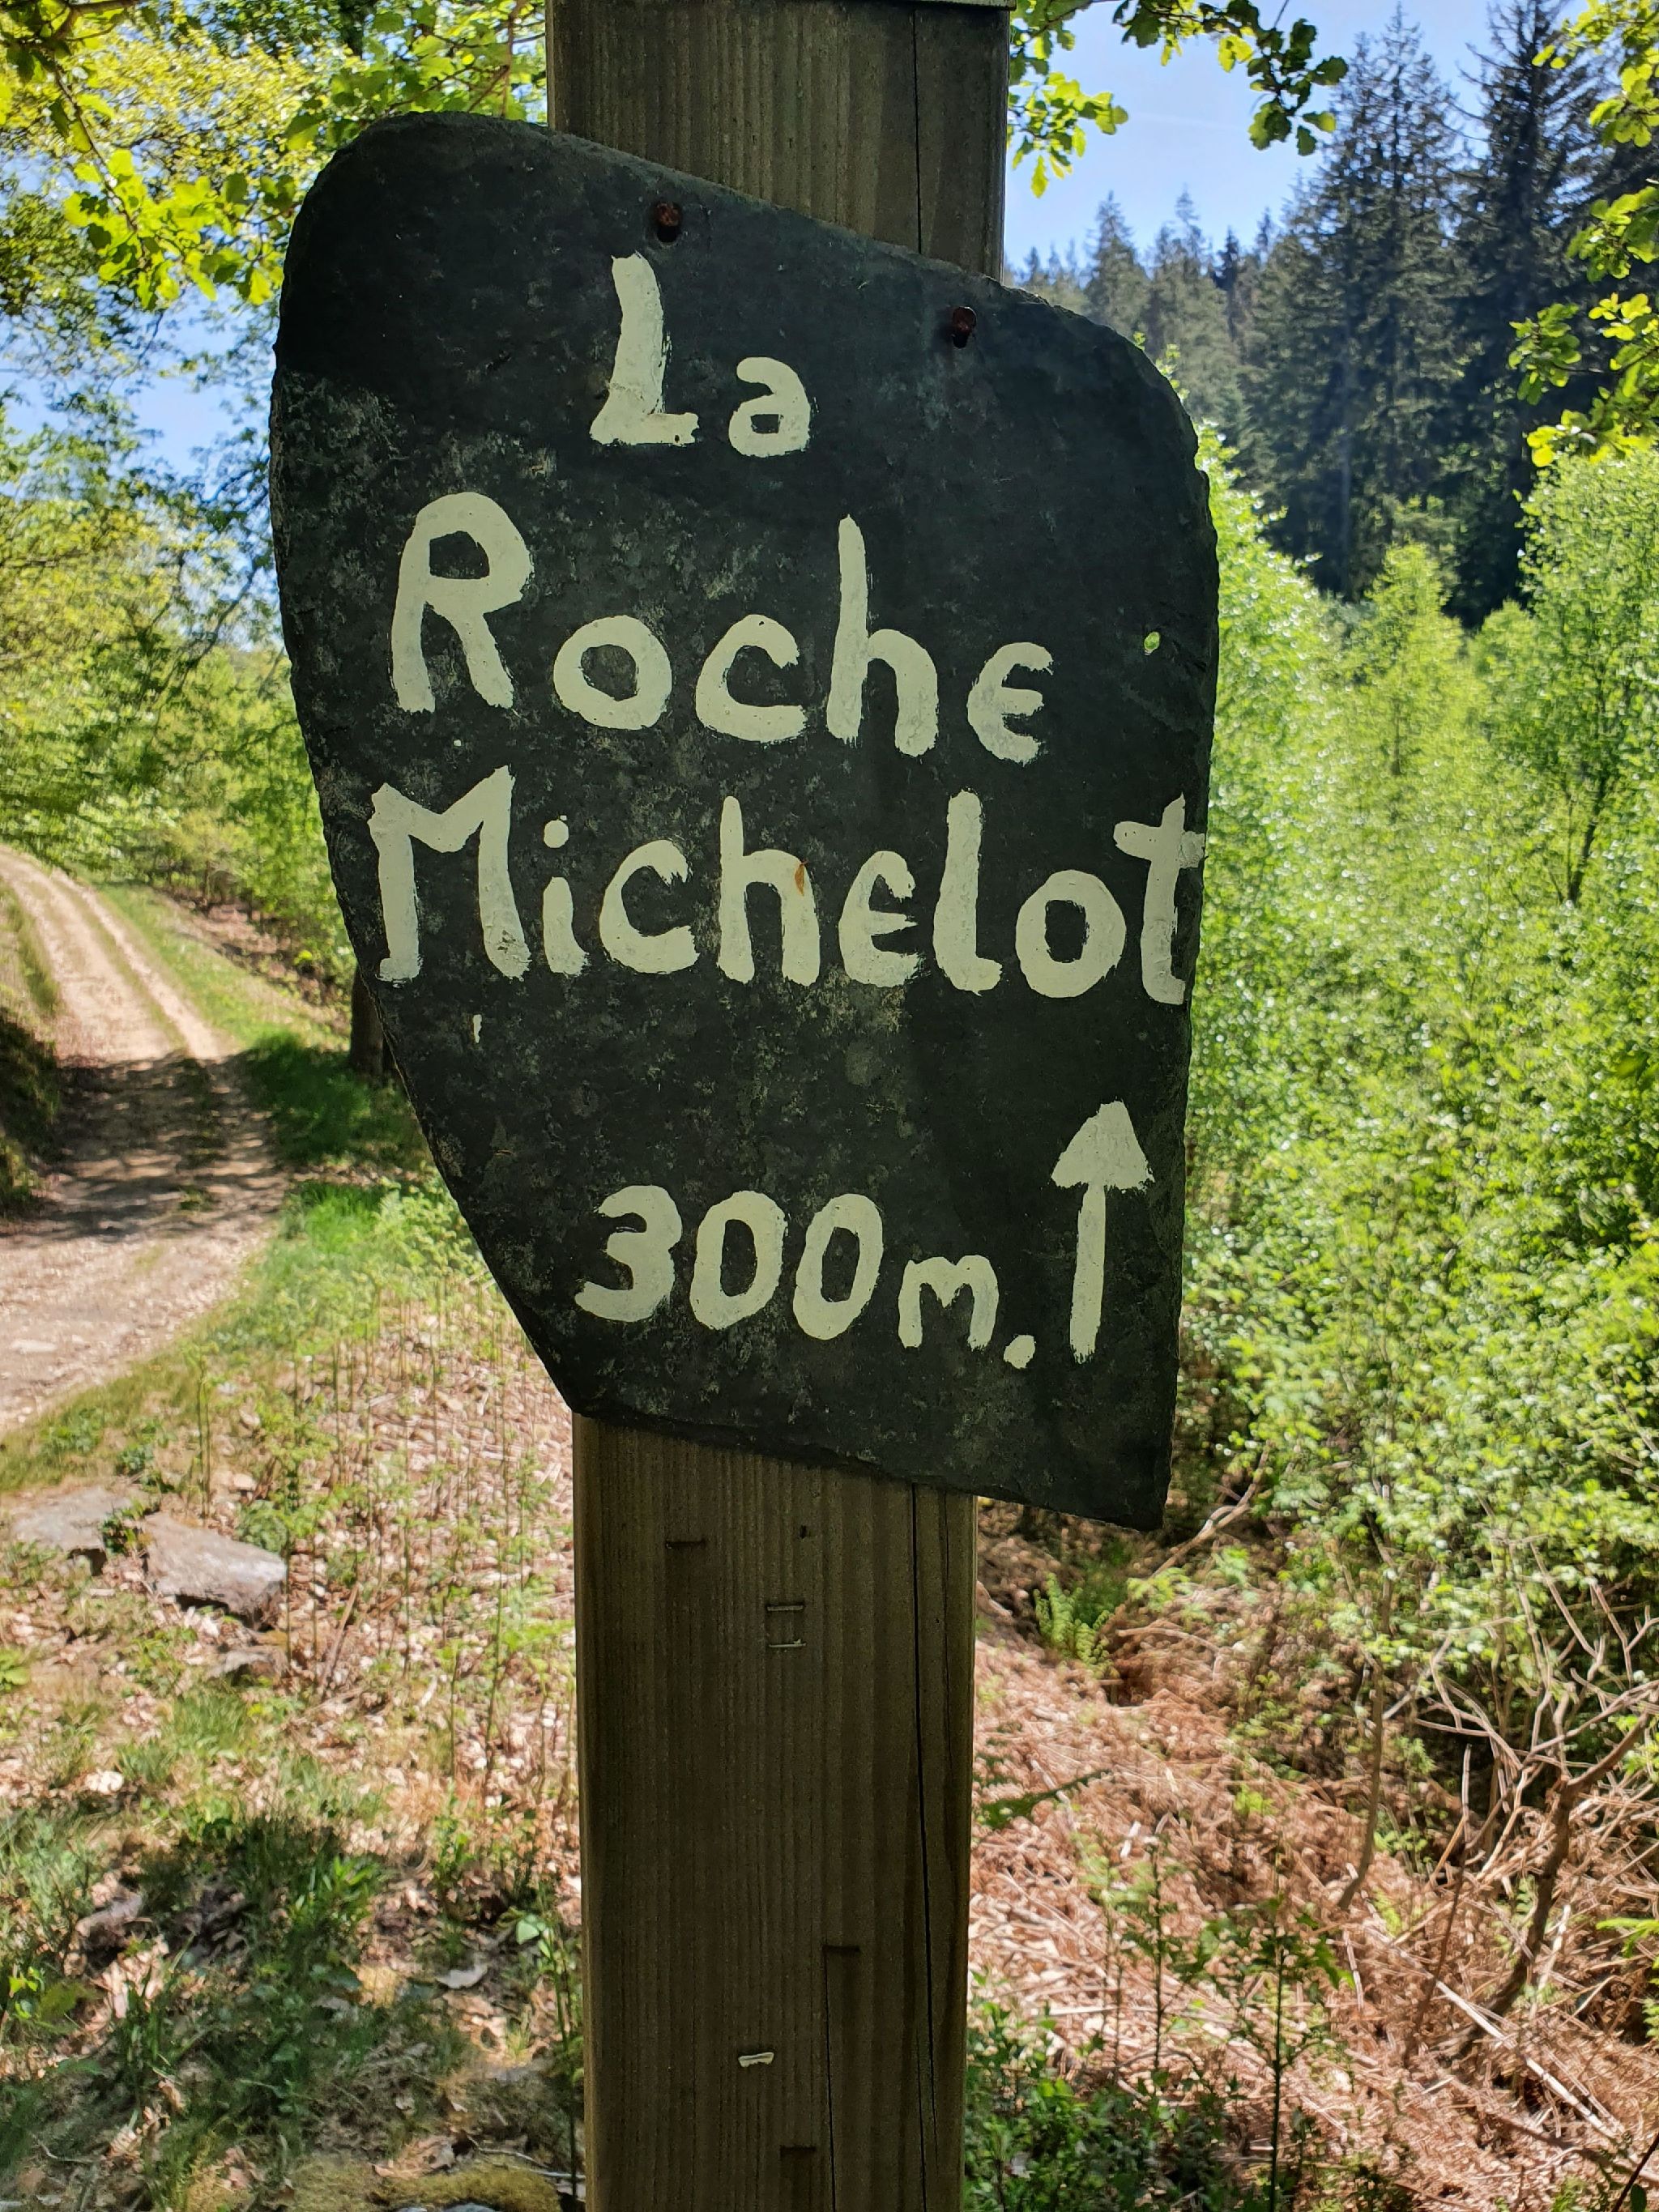 La
Roche
Michelot
300m.↑